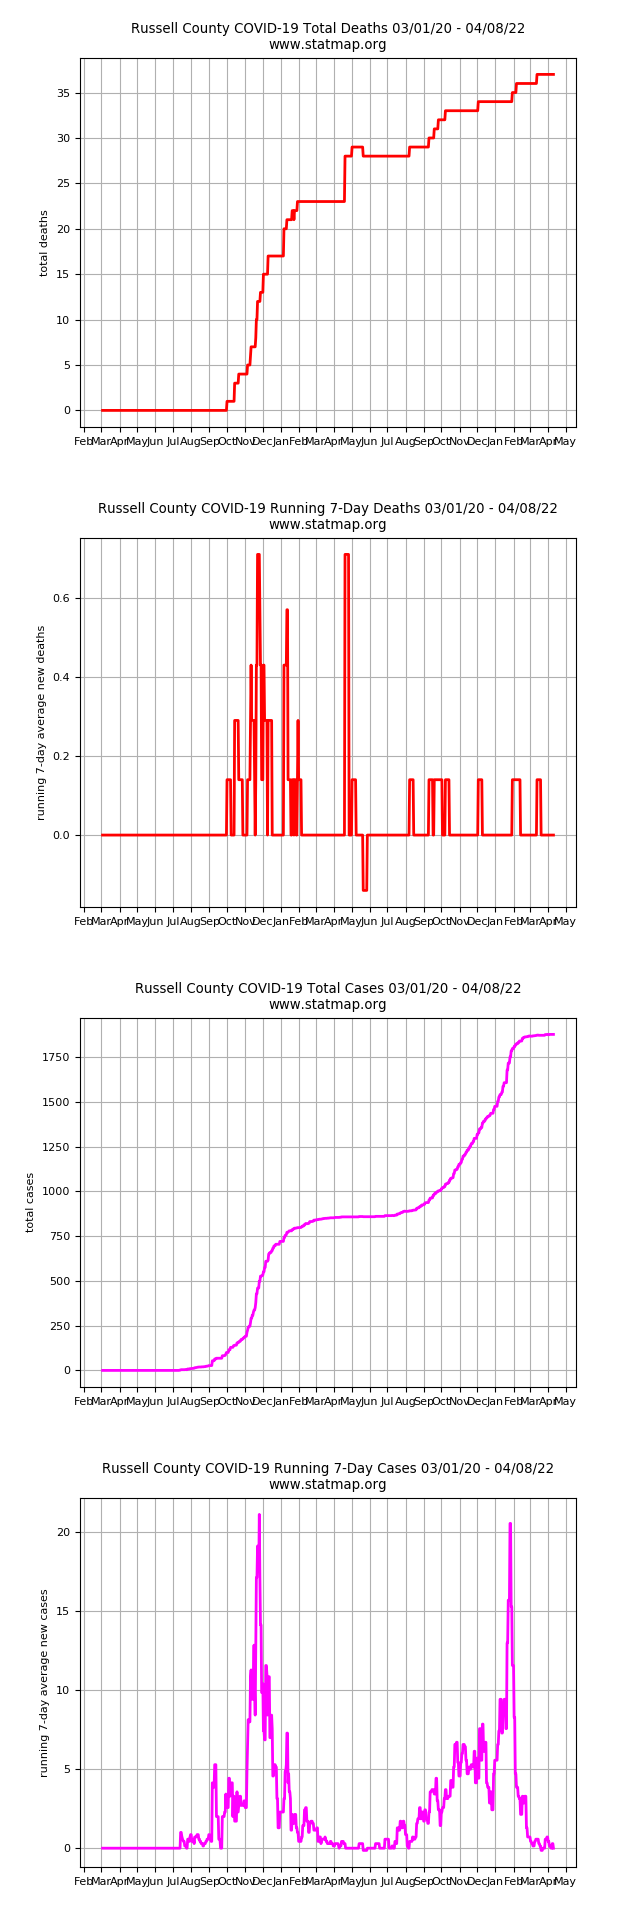 Russell County COVID-19 Total Deaths 03/01/20 - 04/08/22
www.statmap.org
total deaths
35
30
25
20
15
10
5
0
Feb Mar Apr May Jun Jul Aug Sep Oct Nov Dec Jan Feb Mar Apr May Jun Jul Aug Sep Oct Nov Dec Jan Feb Mar Apr May
Russell County COVID-19 Running 7-Day Deaths 03/01/20 - 04/08/22
www.statmap.org
running 7-day average new deaths
0.6
0.4
0.2
0.0
Feb Mar Apr May Jun Jul Aug Sep Oct Nov Dec Jan Feb Mar Apr May Jun Jul Aug Sep Oct Nov Dec Jan Feb Mar Apr May
Russell County COVID-19 Total Cases 03/01/20 - 04/08/22
www.statmap.org
total cases
1750
1500
1250
1000
750
500
250
0
Feb Mar Apr May Jun Jul Aug Sep Oct Nov Dec Jan Feb Mar Apr May Jun Jul Aug Sep Oct Nov Dec Jan Feb Mar Apr May
Russell County COVID-19 Running 7-Day Cases 03/01/20 - 04/08/22
www.statmap.org
running 7-day average new cases
20
15
10
5
0
Feb Mar Apr May Jun Jul Aug Sep Oct Nov Dec Jan Feb Mar Apr May Jun Jul Aug Sep Oct Nov Dec Jan Feb Mar Apr May